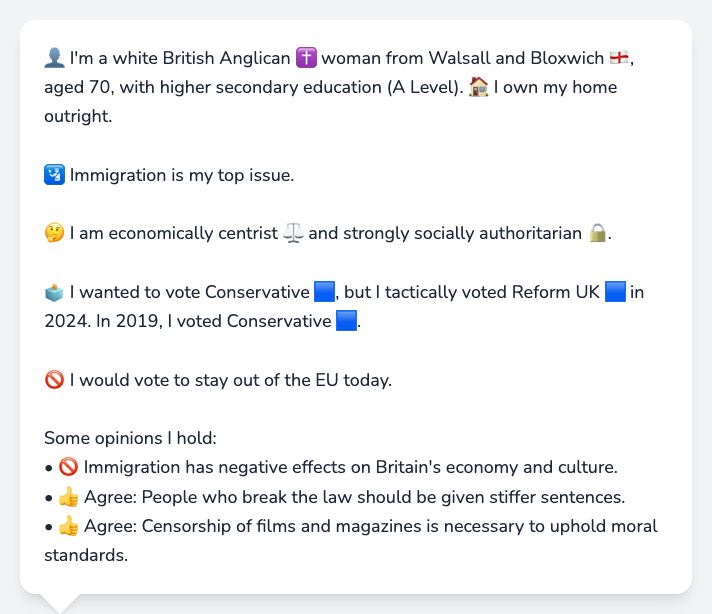 👤 I'm a white British Anglican ✝️ woman from Walsall and Bloxwich 🏴󠁧󠁢󠁥󠁮󠁧󠁿,
aged 70, with higher secondary education (A Level). 🏠 I own my home
outright.
🛂 Immigration is my top issue.
🤔 I am economically centrist ⚖️ and strongly socially authoritarian 🔒.
🗳️ I wanted to vote Conservative 🟦, but I tactically voted Reform UK 🟦 in
2024. In 2019, I voted Conservative 🟦.
🚫 I would vote to stay out of the EU today.
Some opinions I hold:
• 🚫 Immigration has negative effects on Britain's economy and culture.
• 👍 Agree: People who break the law should be given stiffer sentences.
• 👍 Agree: Censorship of films and magazines is necessary to uphold moral
standards.